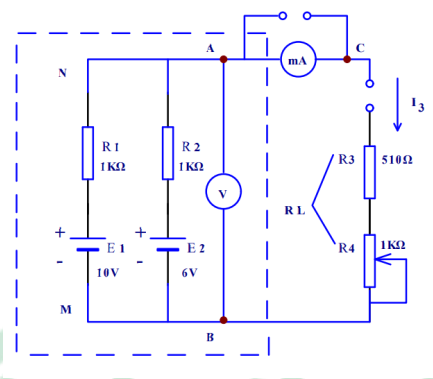 A
C
N
mA
I3
R1
1KΩ
R2
1KΩ
R3
510Ω
V
RL
+
E1
-
10V
+
E2
-
6V
R4
1KΩ
M
B